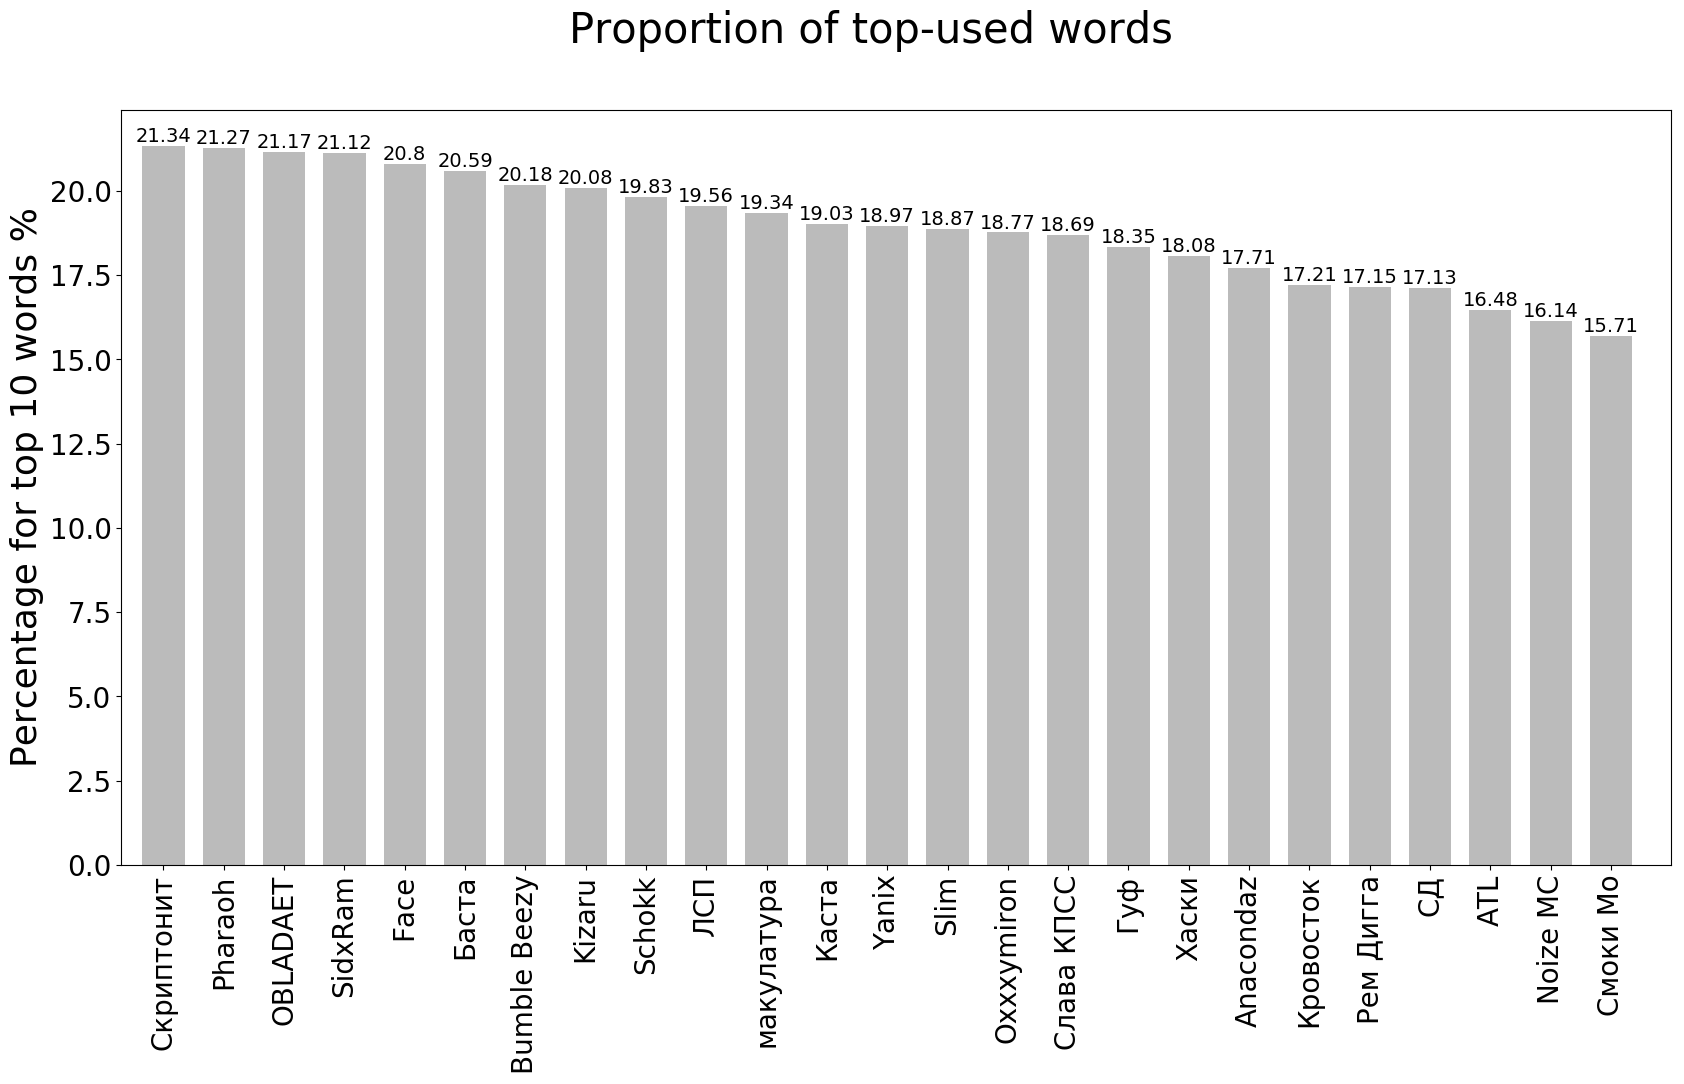 Proportion of top-used words
Percentage for top 10 words %
20.0
17.5
15.0
12.5
10.0
7.5
5.0
2.5
0.0
21.34 21.27 21.17 21.12 20.8 20.59 20.18 20.08 19.83 19.56 19.34 19.03 18.97 18.87 18.77 18.69 18.35 18.08 17.71 17.21 17.15 17.13 16.48 16.14 15.71
Скриптонит
Pharaoh
OBLADAET
SidxRam
Face
Баста
Bumble Beezy
Kizaru
Schokk
ЛСП
макулатура
Каста
Yanix
Slim
Oxxxymiron
Слава КПСС
Гуф
Хаски
Anacondaz
Кровосток
Рем Дигга
СД
ATL
Noize MC
Смоки Мо